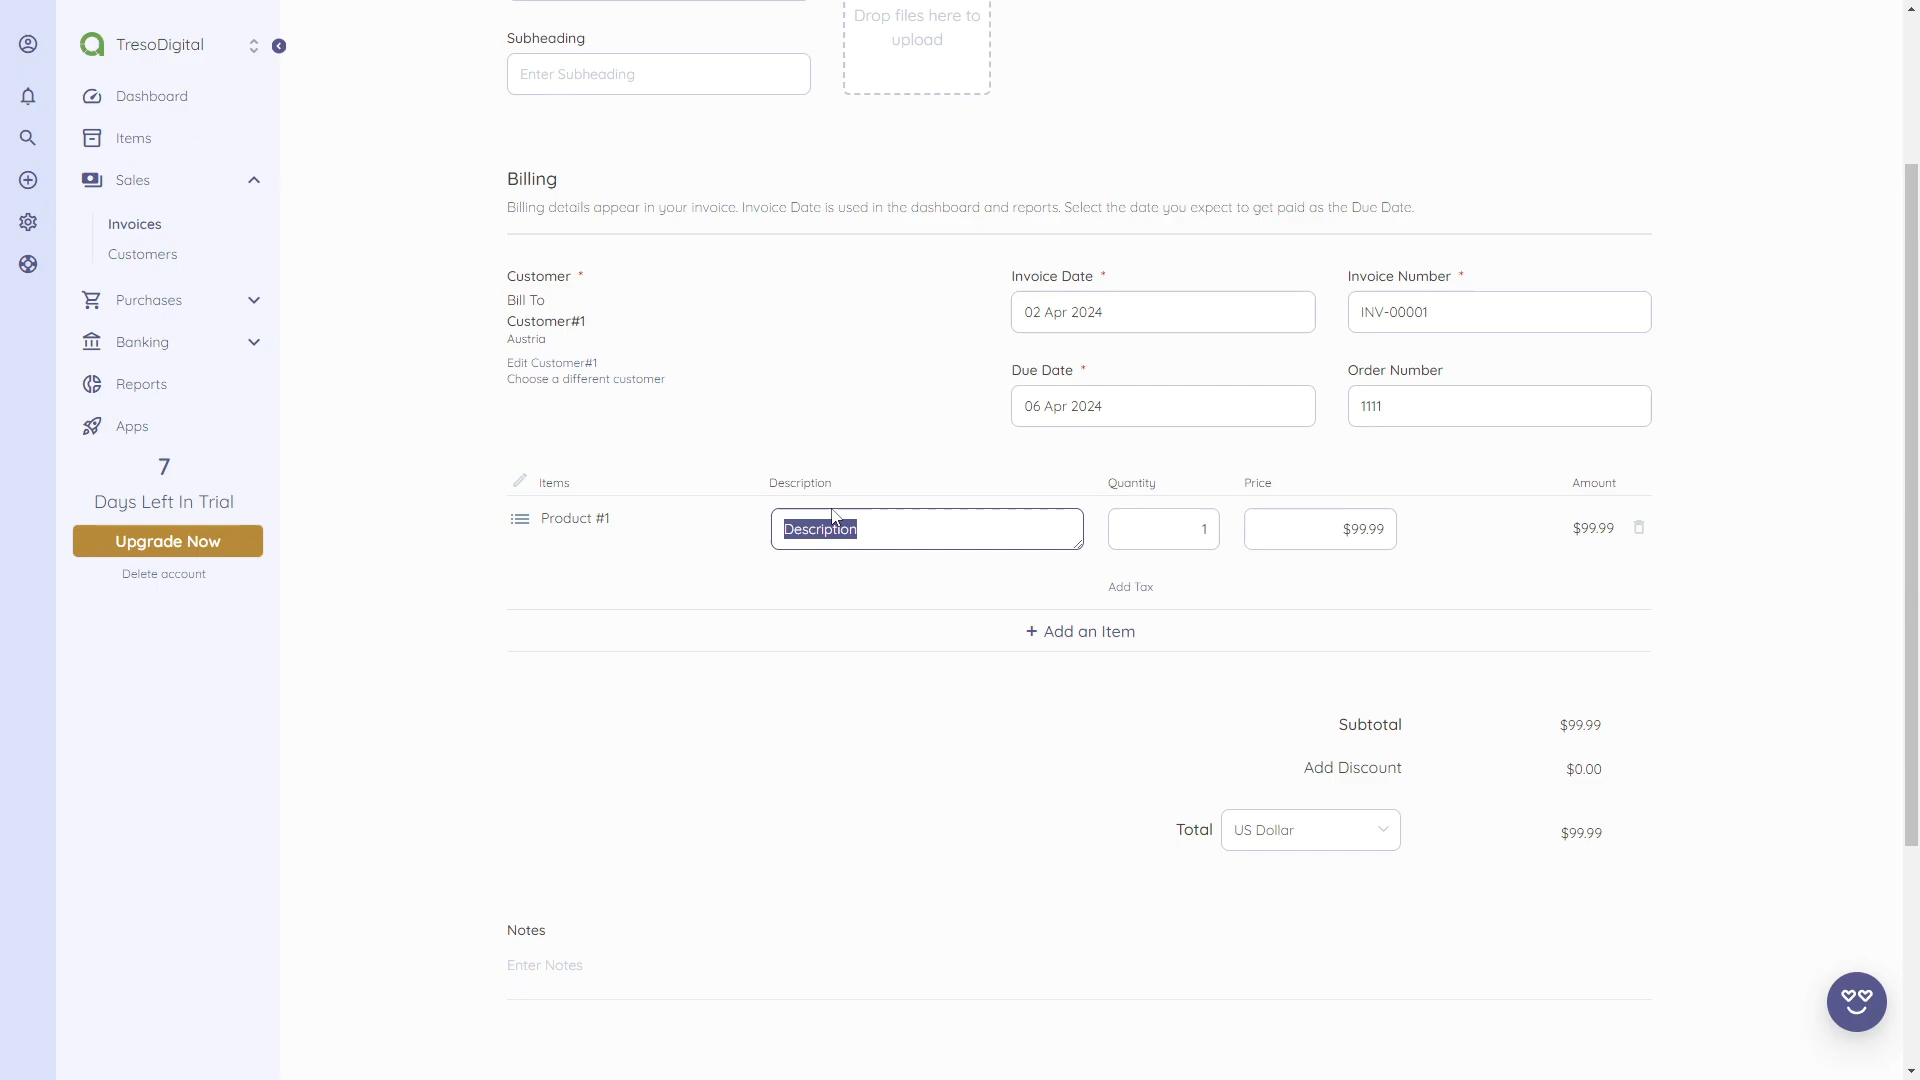 TresoDigital
Dashboard
Items
Sales
Invoices
Customers
Purchases
Banking
Reports
Apps
7
Days Left In Trial
Upgrade Now
Delete account
Drop files here to
upload
Subheading
Enter Subheading
Billing
Billing details appear in your invoice. Invoice Date is used in the dashboard and reports. Select the date you expect to get paid as the Due Date.
Customer *
Bill To
Customer#1
Austria
Edit Customer#1
Choose a different customer
Invoice Date *
02 Apr 2024
Invoice Number *
INV-00001
Due Date *
06 Apr 2024
Order Number
1111
Items Description Quantity Price Amount
Product #1 Description 1 $99.99 $99.99
Add Tax
+ Add an Item
Subtotal $99.99
Add Discount $0.00
Total US Dollar $99.99
Notes
Enter Notes